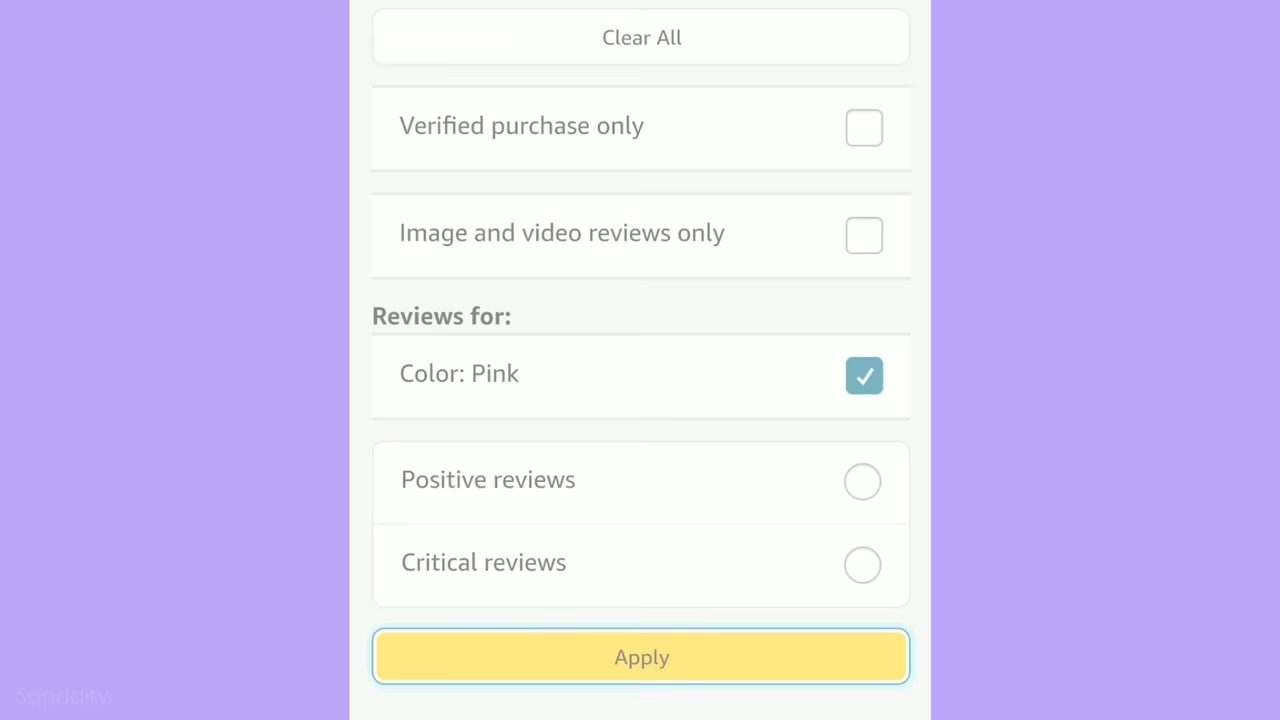 Clear All
Verified purchase only
Image and video reviews only
Reviews for:
Color: Pink
Positive reviews
Critical reviews
Apply
Sandaisy